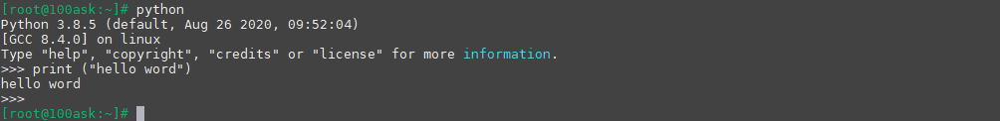 [root@100ask:~]# python
Python 3.8.5 (default, Aug 26 2020, 09:52:04)
[GCC 8.4.0] on linux
Type "help", "copyright", "credits" or "license" for more information.
>>> print ("hello word")
hello word
>>>
[root@100ask:~]#